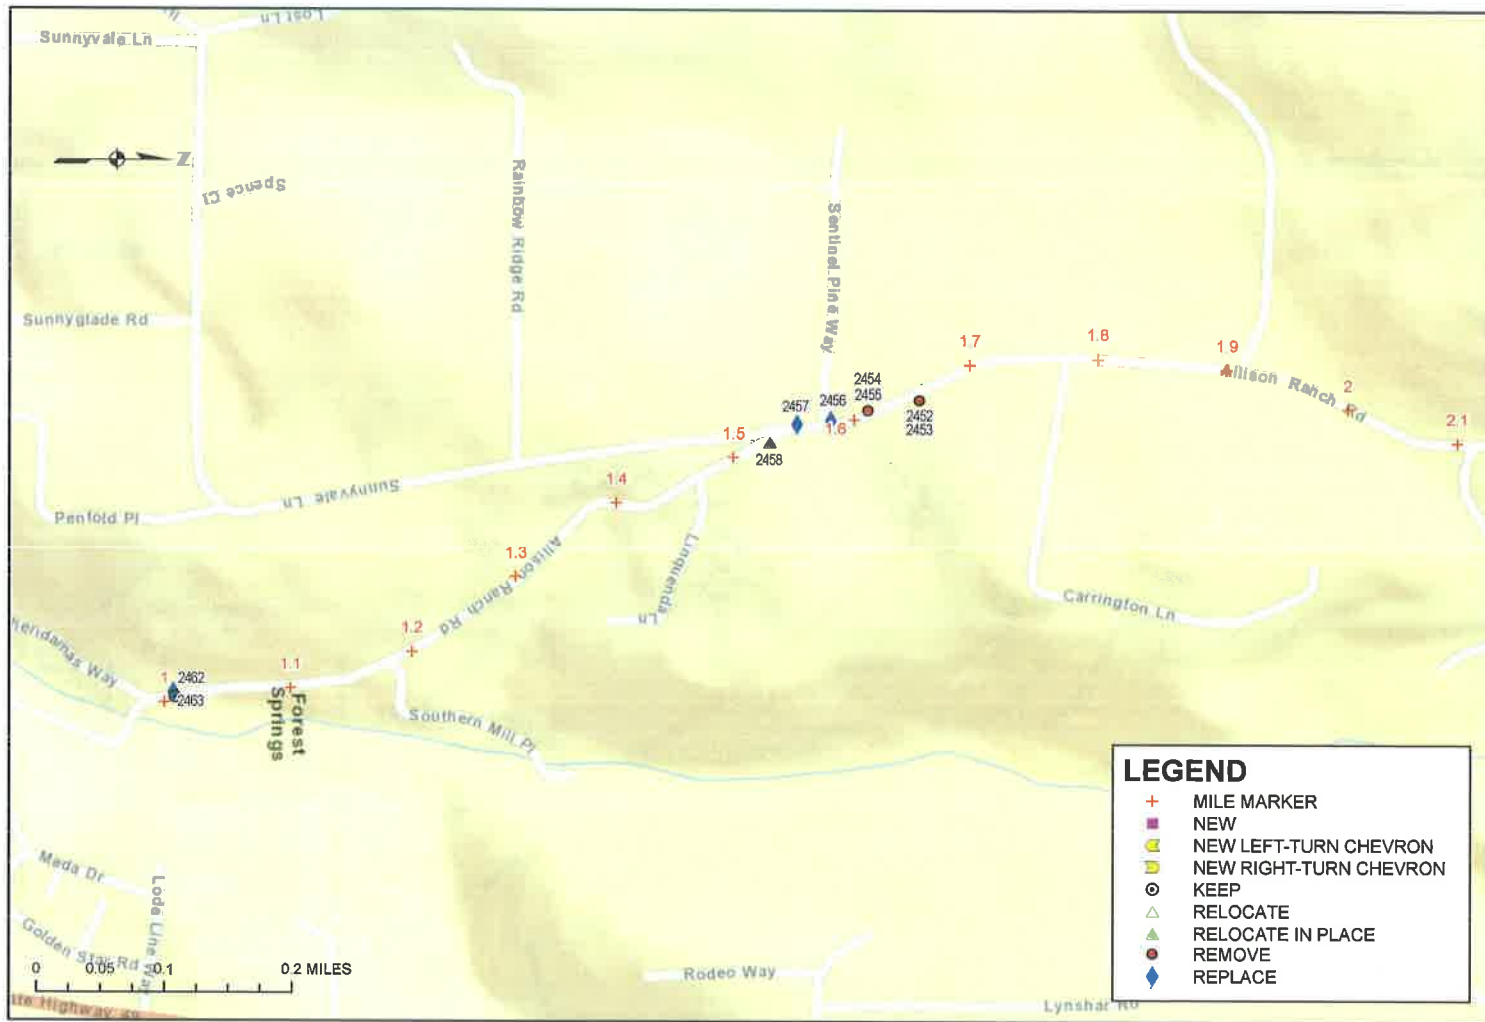 Lost Ln
Sunnyvale Ln
Z
Spence Ct
Rainbow Ridge Rd
Sentinel Pine Way
Sunnyglade Rd
1.7
1.8
1.9
Allison Ranch Rd
2
2.1
2454
2455
2456
2457
2452
2453
1.6
1.5
2458
1.4
Sunnyvale Ln
Penfold Pl
1.3
Allison Ranch Rd
Linquenda Ln
Carrington Ln
1.2
1.1
1
2462
2463
Way
Forest
Springs
Southern Mill Pl
Mada Dr
Lode Line Way
Golden Star Rd
0 0.05 0.1 0.2 MILES
Highway 49
Rodeo Way
Lynshar Rd
LEGEND
MILE MARKER
NEW
NEW LEFT-TURN CHEVRON
NEW RIGHT-TURN CHEVRON
KEEP
RELOCATE
RELOCATE IN PLACE
REMOVE
REPLACE